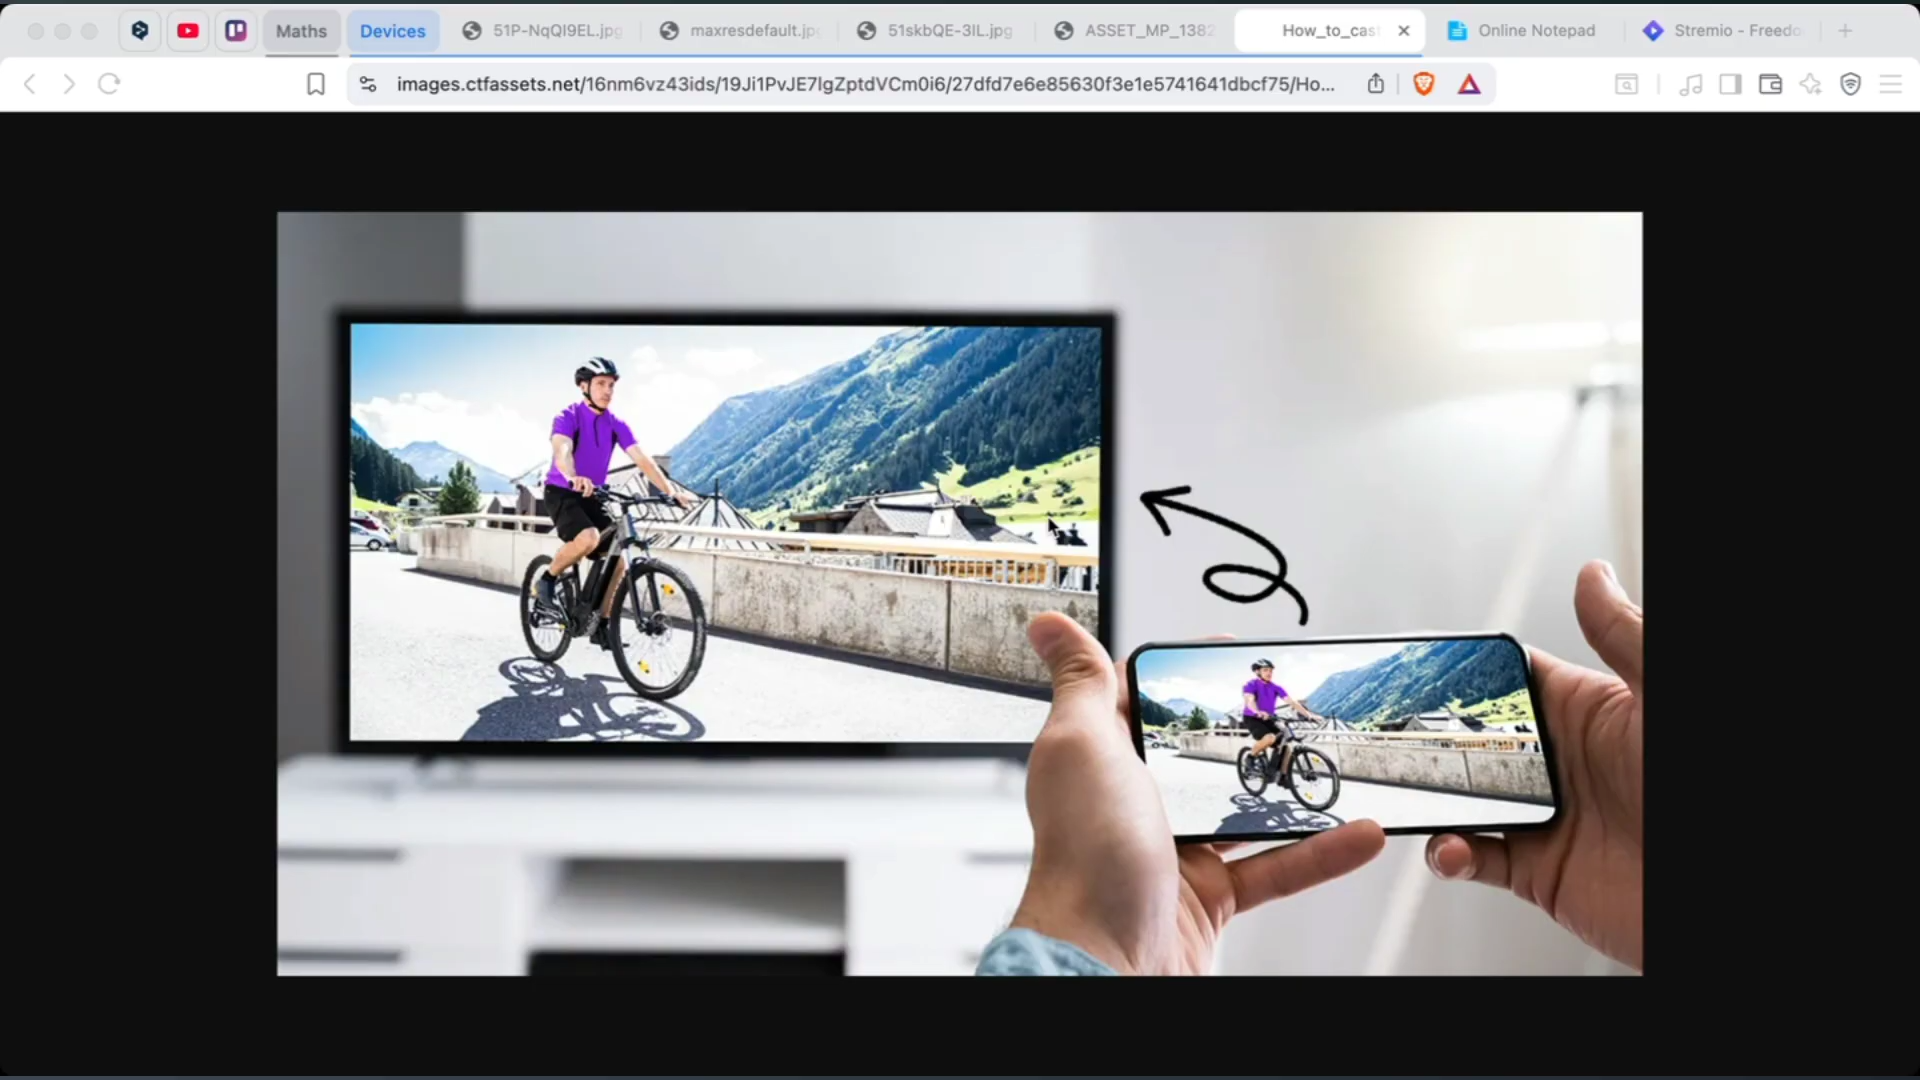 Maths
Devices
51P-NqQI9EL.jpg
maxresdefault.jp
51skbQE-3IL.jpg
ASSET_MP_1382
How_to_cas
Online Notepad
Stremio - Freedo
images.ctfassets.net/16nm6vz43ids/19Ji1PvJE7lgZptdVCm0i6/27dfd7e6e85630f3e1e5741641dbcf75/Ho...